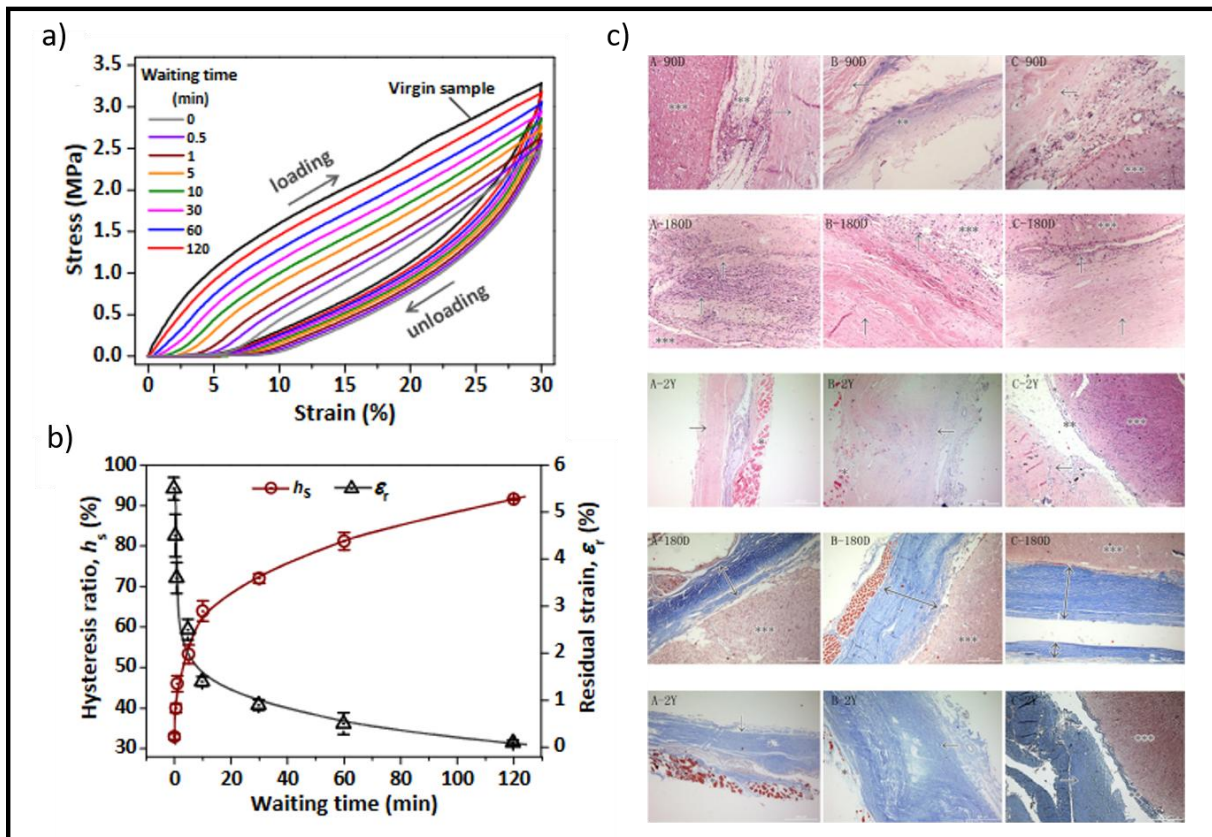 a)
3.5
3.0
2.5
2.0
1.5
1.0
0.5
0.0
Stress (MPa)
Waiting time
(min)
0
0.5
1
5
10
30
60
120
Virgin sample
loading
unloading
0 5 10 15 20 25 30
Strain (%)
b)
100
90
80
70
60
50
40
30
Hysteresis ratio, hs (%)
hs εr
6
5
4
3
2
1
0
Residual strain, εr (%)
0 20 40 60 80 100 120
Waiting time (min)
c)
A-90D B-90D C-90D
*** ** ** ***
A-180D B-180D C-180D
*** *** ***
A-2Y B-2Y C-2Y
* * ** ***
A-180D B-180D C-180D
*** *** ***
A-2Y B-2Y C-2Y
***